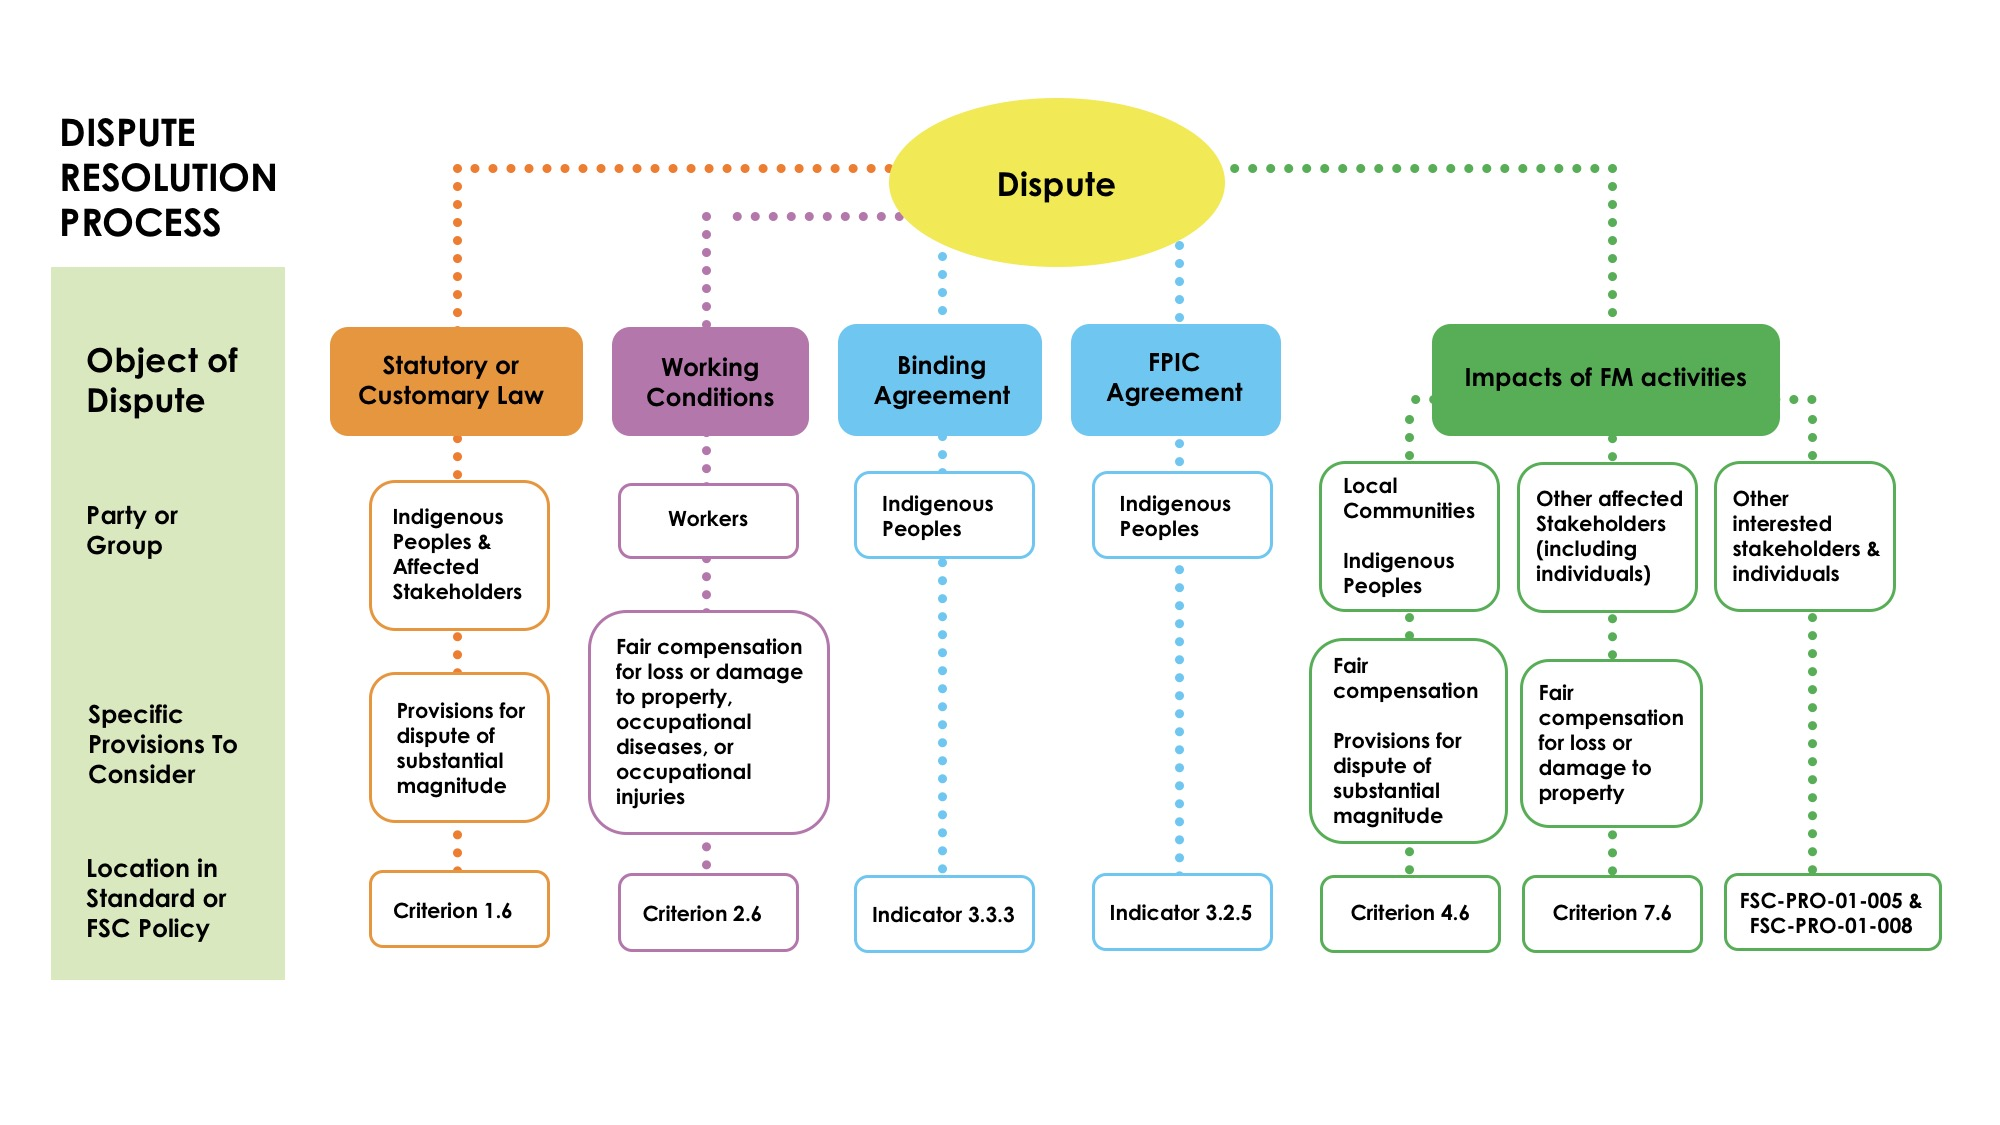 DISPUTE
RESOLUTION
PROCESS
Dispute
Object of
Dispute
Statutory or
Customary Law
Working
Conditions
Binding
Agreement
FPIC
Agreement
Impacts of FM activities
Party or
Group
Indigenous
Peoples &
Affected
Stakeholders
Workers
Indigenous
Peoples
Indigenous
Peoples
Local
Communities
Indigenous
Peoples
Other affected
Stakeholders
(including
individuals)
Other
interested
stakeholders &
individuals
Specific
Provisions To
Consider
Provisions for
dispute of
substantial
magnitude
Fair compensation
for loss or damage
to property,
occupational
diseases, or
occupational
injuries
Fair
compensation
Provisions for
dispute of
substantial
magnitude
Fair
compensation
for loss or
damage to
property
Location in
Standard or
FSC Policy
Criterion 1.6
Criterion 2.6
Indicator 3.3.3
Indicator 3.2.5
Criterion 4.6
Criterion 7.6
FSC-PRO-01-005 &
FSC-PRO-01-008